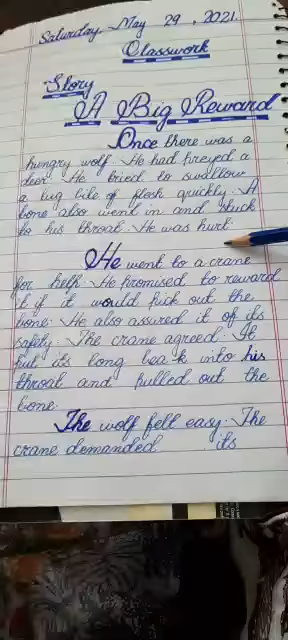 Saturday, May 29, 2021.
Classwork
Story
A Big Reward
Once there was a
hungry wolf. He had preyed a
deer. He tried to swallow
a big bite of flesh quickly. A
bone also went in and stuck
to his throat. He was hurt.
He went to a crane
for help. He promised to reward
it if it would pick out the
bone. He also assured it of its
safety. The crane agreed. It
put its long beak into his
throat and pulled out the
bone.
The wolf felt easy. The
crane demanded its